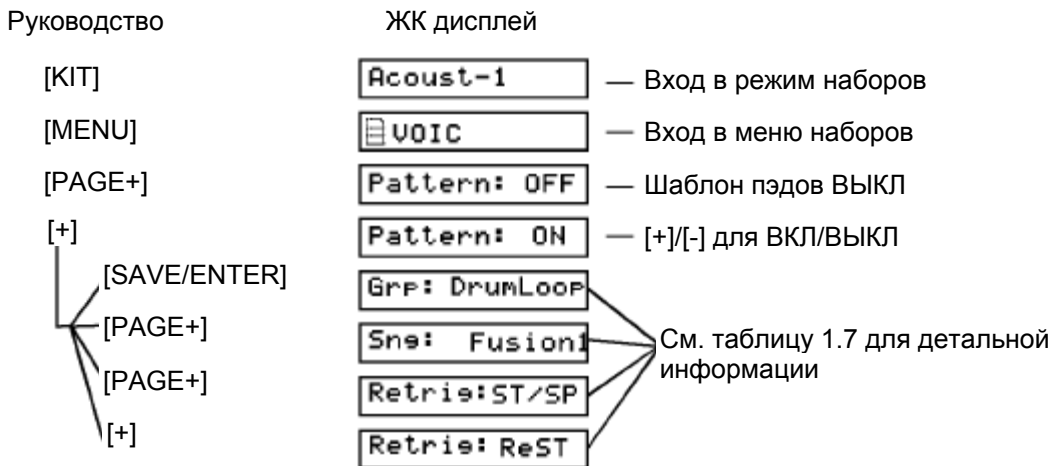 Руководство ЖК дисплей
[KIT] Acoust-1 — Вход в режим наборов
[MENU] VOIC — Вход в меню наборов
[PAGE+] Pattern: OFF — Шаблон пэдов ВЫКЛ
[+] Pattern: ON — [+]/[-] для ВКЛ/ВЫКЛ
[SAVE/ENTER] Grp: DrumLoop
[PAGE+] Sng: Fusion1 См. таблицу 1.7 для детальной
информации
[PAGE+] Retrig:ST/SP
[+] Retrig: ReST